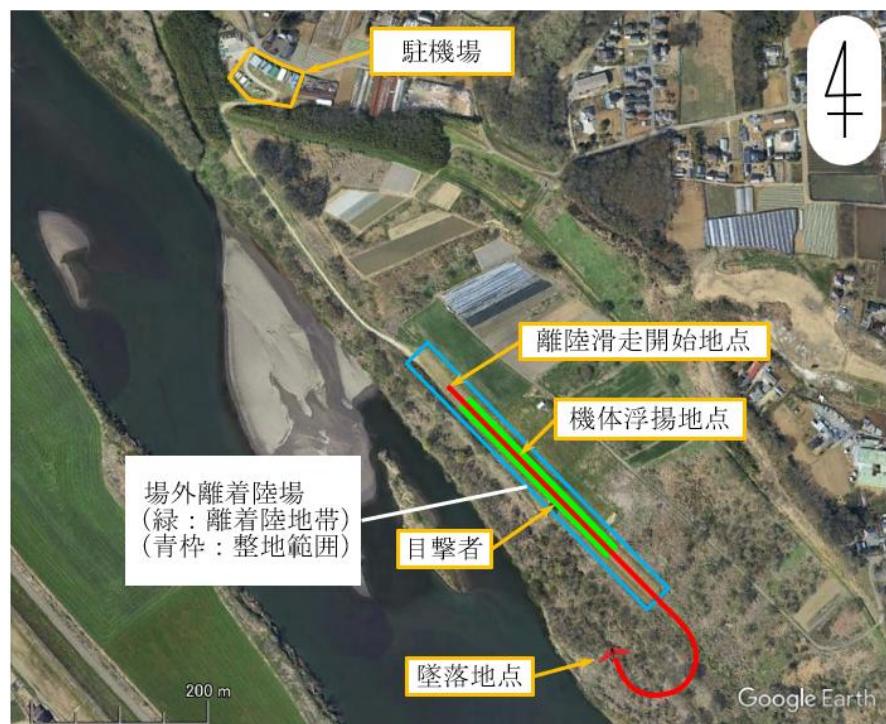 駐機場
離陸滑走開始地点
機体浮揚地点
場外離着陸場
(緑：離着陸地帯)
(青枠：整地範囲)
目撃者
墜落地点
200 m
Google Earth